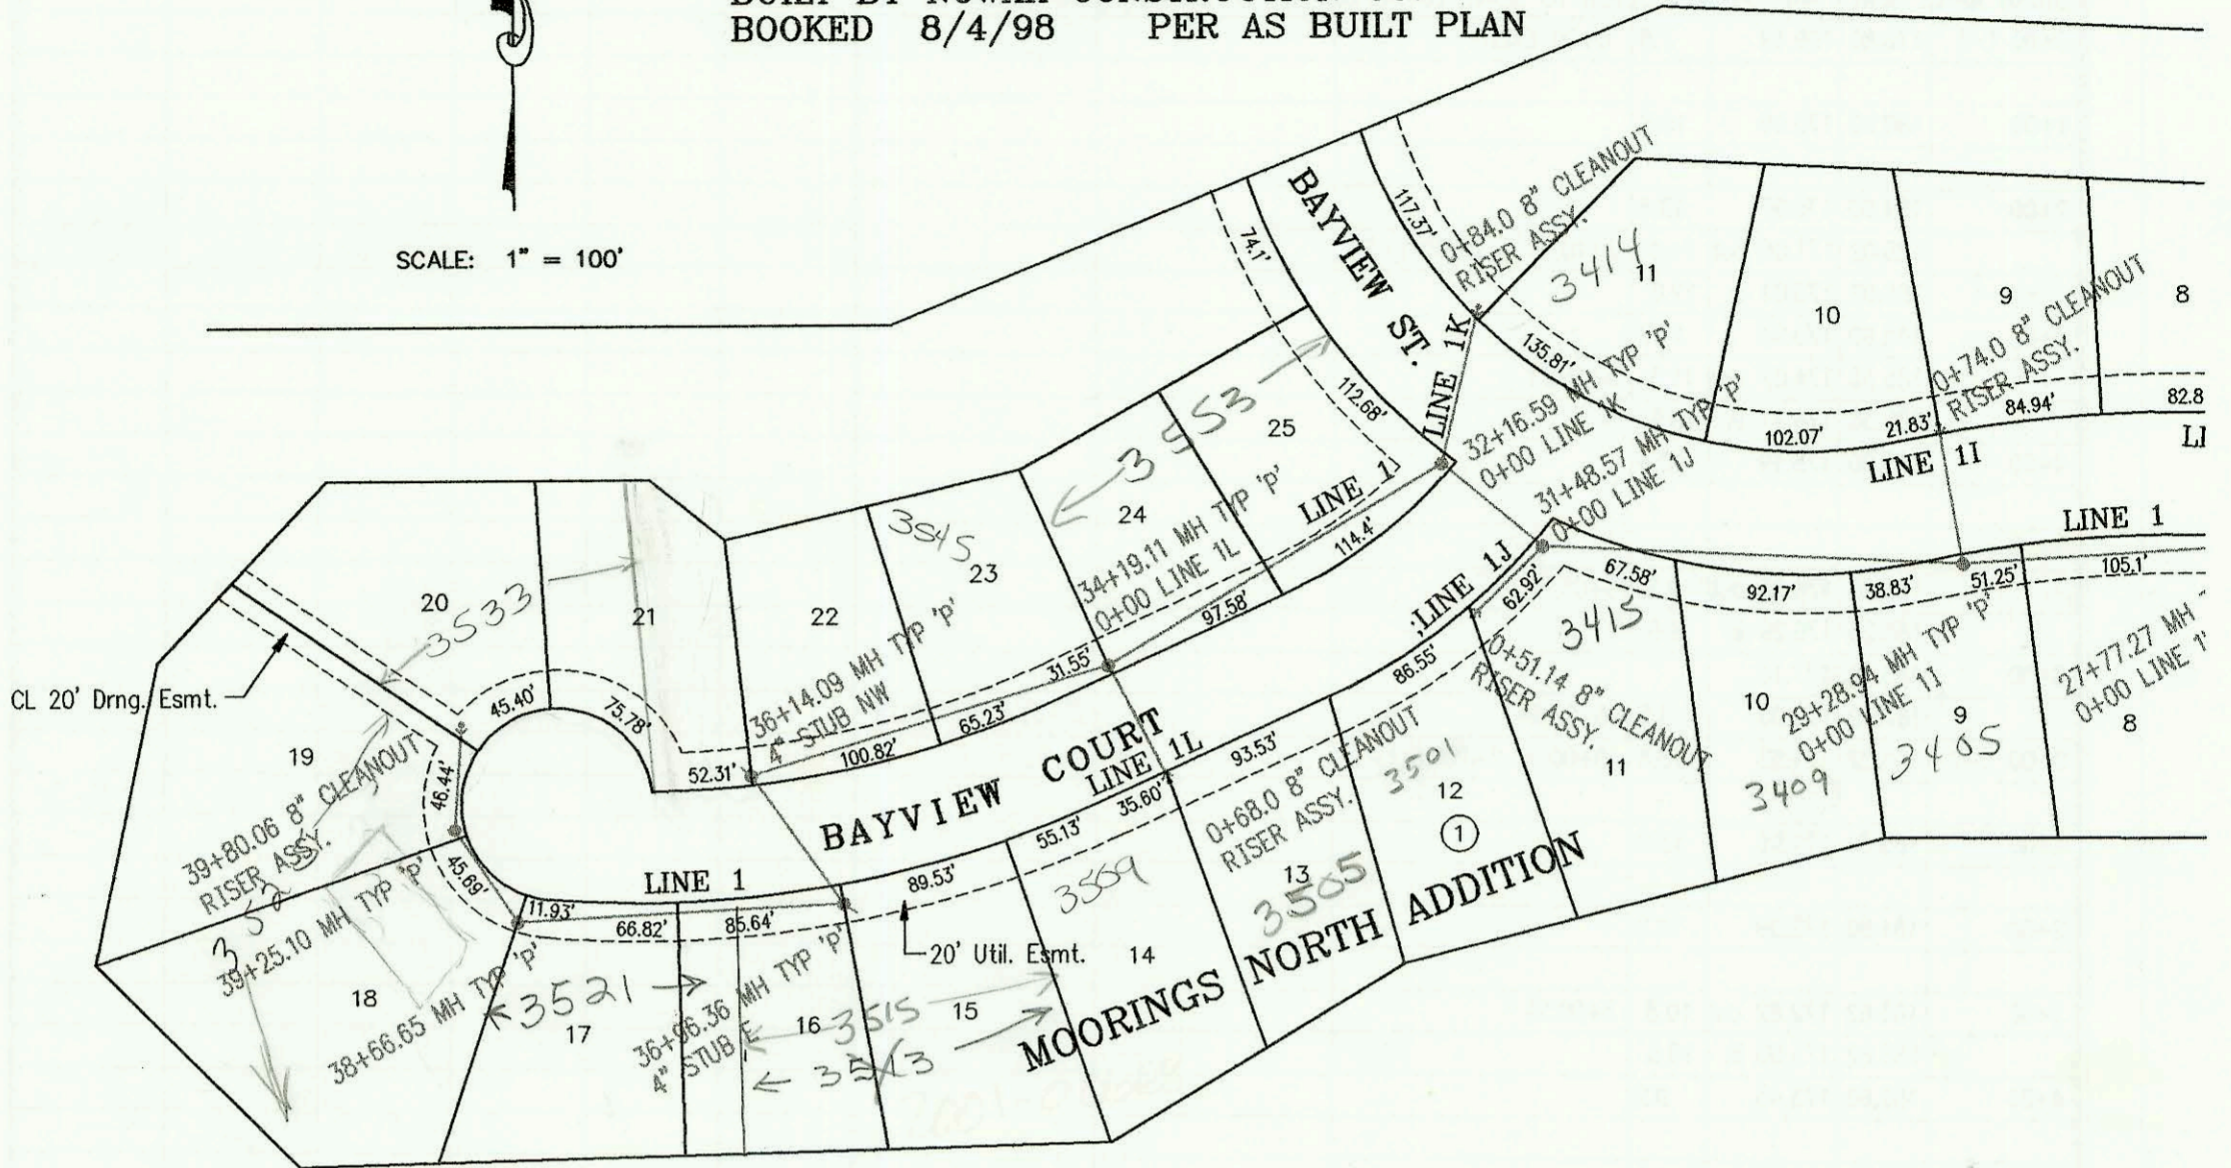 BOOKED 8/4/98 PER AS BUILT PLAN
SCALE: 1" = 100'
BAYVIEW ST.
117.37'
74.1'
0+84.0 8" CLEANOUT
RISER ASSY.
3414
11
10
9
8
135.81'
LINE 1K
112.68'
32+16.59 MH TYP 'P'
0+00 LINE 1K
31+48.57 MH TYP 'P'
0+00 LINE 1J
0+74.0 8" CLEANOUT
RISER ASSY.
102.07'
21.83'
84.94'
82.8
LINE 1I
LI
LINE 1
3553
25
24
LINE 1
114.4'
34+19.11 MH TYP 'P'
0+00 LINE 1L
97.58'
3545
23
22
21
20
3533
CL 20' Drng. Esmt.
45.40'
75.78'
52.31'
36+14.09 MH TYP 'P'
4" STUB NW
31.55'
65.23'
100.82'
;LINE 1J
62.92'
67.58'
92.17'
38.83'
51.25'
105.1'
3415
0+51.14 8" CLEANOUT
RISER ASSY.
86.55'
11
10
3409
29+28.94 MH TYP 'P'
0+00 LINE 1I
9
3405
27+77.27 MH
0+00 LINE 1
8
BAYVIEW COURT
LINE 1L
93.53'
35.60'
55.13'
89.53'
0+68.0 8" CLEANOUT
RISER ASSY.
3501
12
1
13
3505
3509
14
MOORINGS NORTH ADDITION
19
46.44'
39+80.06 8" CLEANOUT
RISER ASSY.
45.69'
39+25.10 MH TYP 'P'
LINE 1
11.93'
66.82'
85.64'
20' Util. Esmt.
18
38+66.65 MH TYP 'P'
3521
17
36+96.36 MH TYP 'P'
4" STUB E
16
3515
15